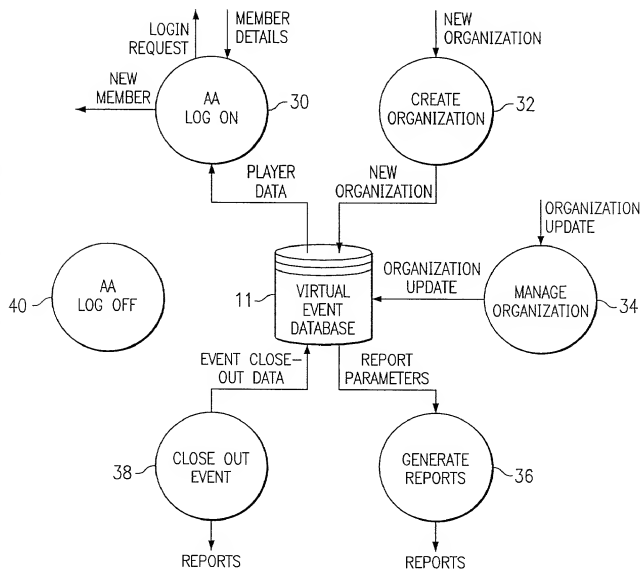 LOGIN
REQUEST
MEMBER
DETAILS
NEW
MEMBER
AA
LOG ON
30
NEW
ORGANIZATION
CREATE
ORGANIZATION
32
PLAYER
DATA
NEW
ORGANIZATION
ORGANIZATION
UPDATE
40
AA
LOG OFF
11
VIRTUAL
EVENT
DATABASE
ORGANIZATION
UPDATE
MANAGE
ORGANIZATION
34
EVENT CLOSE-
OUT DATA
REPORT
PARAMETERS
38
CLOSE OUT
EVENT
GENERATE
REPORTS
36
REPORTS
REPORTS